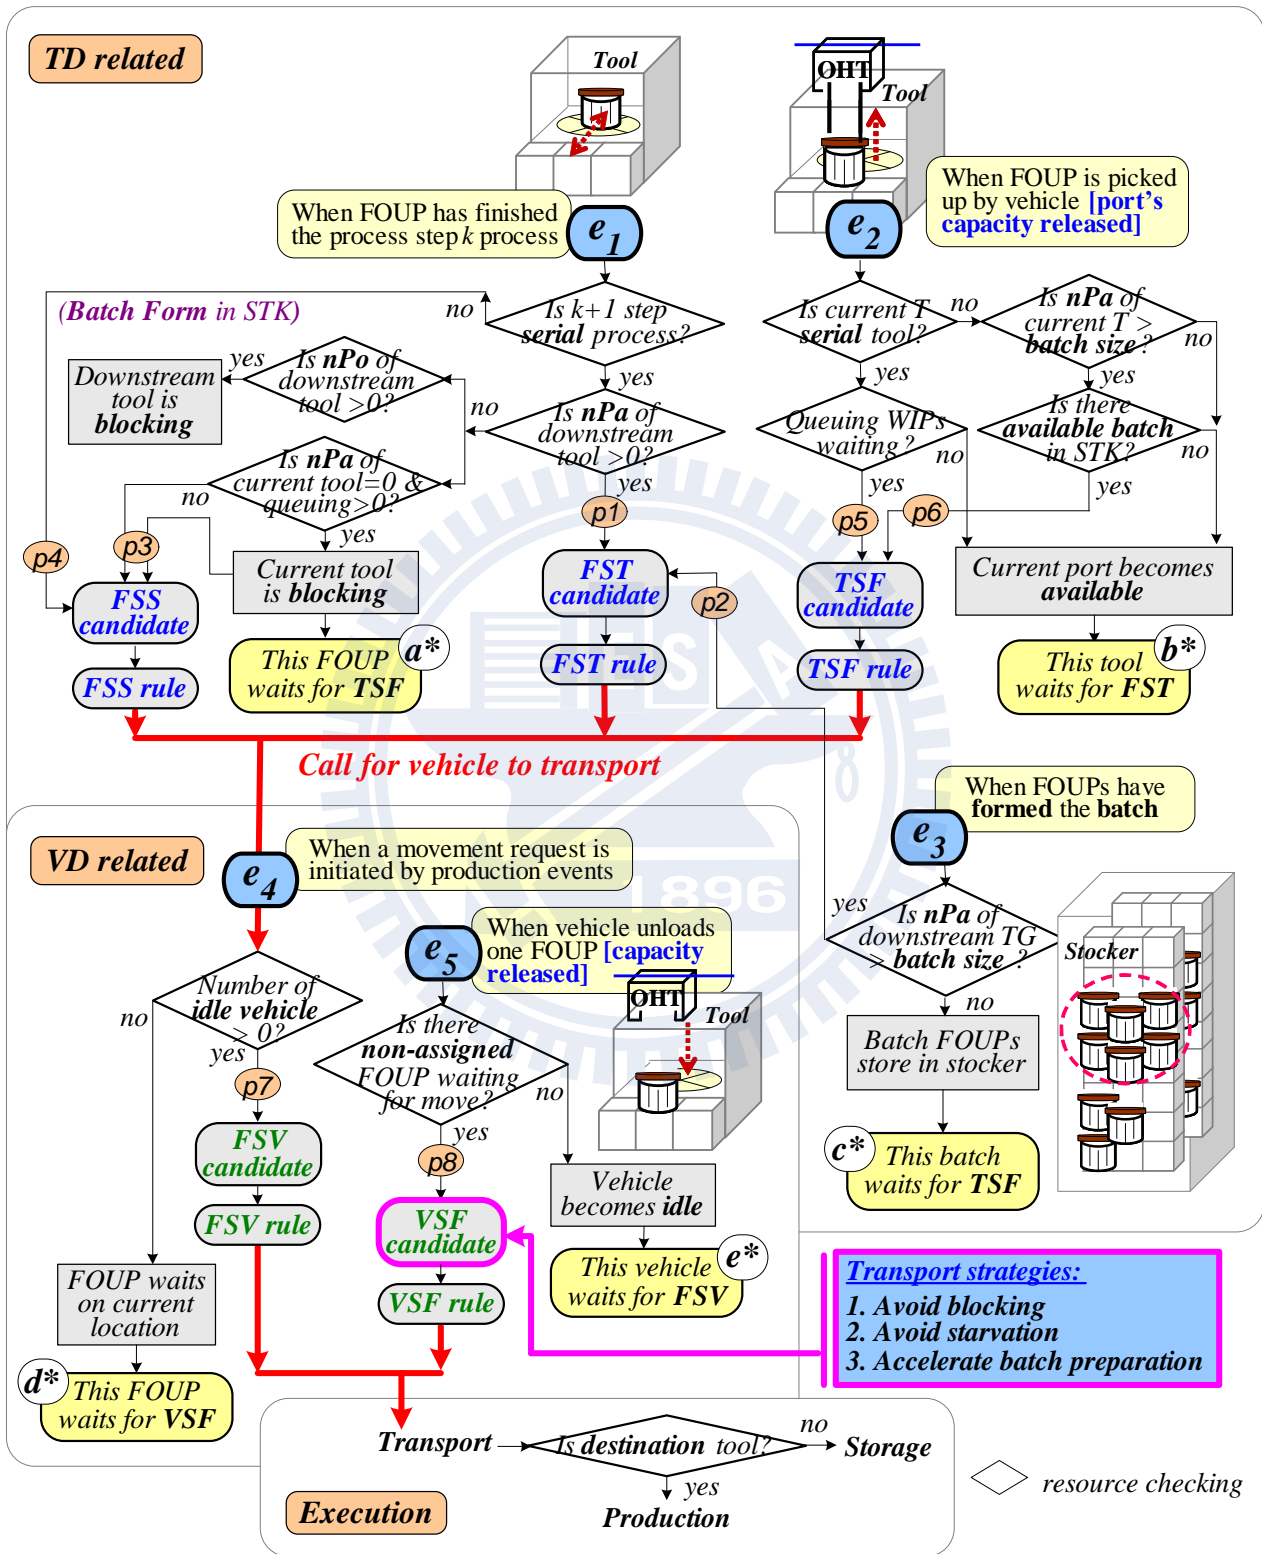 TD related
Tool
OHT
Tool
When FOUP has finished
the process step k process
e1
e2
When FOUP is picked
up by vehicle [port's
capacity released]
(Batch Form in STK)
no
Is k+1 step
serial process?
yes
Is current T
serial tool?
no
yes
Is nPa of
current T >
batch size?
no
yes
Downstream
tool is
blocking
yes
Is nPo of
downstream
tool >0?
no
Is nPa of
downstream
tool >0?
yes
Queuing WIPs
waiting?
no
yes
Is there
available batch
in STK?
no
yes
Is nPa of
current tool=0 &
queuing>0?
no
yes
p1
p2
p3
p4
p5
p6
FSS
candidate
FSS rule
Current tool
is blocking
This FOUP
waits for TSF
a*
FST
candidate
FST rule
TSF
candidate
TSF rule
Current port becomes
available
This tool
waits for FST
b*
Call for vehicle to transport
FSA
1896
When FOUPs have
formed the batch
e3
yes
Is nPa of
downstream TG
> batch size ?
no
Batch FOUPs
store in stocker
c*
This batch
waits for TSF
Stocker
VD related
e4
When a movement request is
initiated by production events
e5
When vehicle unloads
one FOUP [capacity
released]
OHT
Tool
Number of
idle vehicle
> 0?
no
yes
p7
FSV
candidate
FSV rule
Is there
non-assigned
FOUP waiting
for move?
no
yes
p8
VSF
candidate
VSF rule
Vehicle
becomes idle
This vehicle
waits for FSV
e*
FOUP waits
on current
location
d*
This FOUP
waits for VSF
Transport strategies:
1. Avoid blocking
2. Avoid starvation
3. Accelerate batch preparation
Transport
Is destination tool?
no
Storage
yes
Production
Execution
resource checking